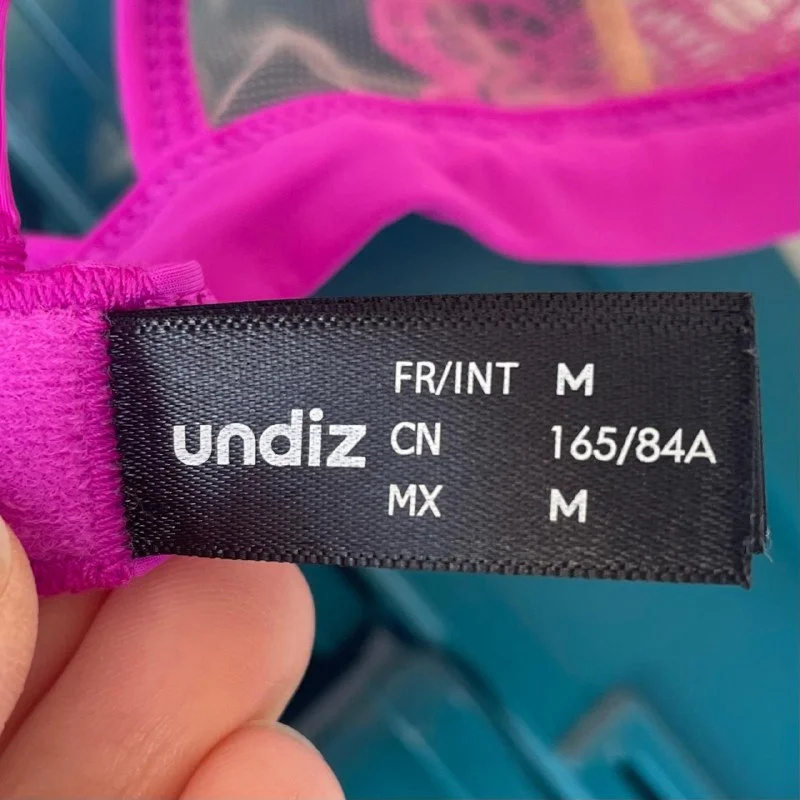 undiz
FR/INT M
CN 165/84A
MX M